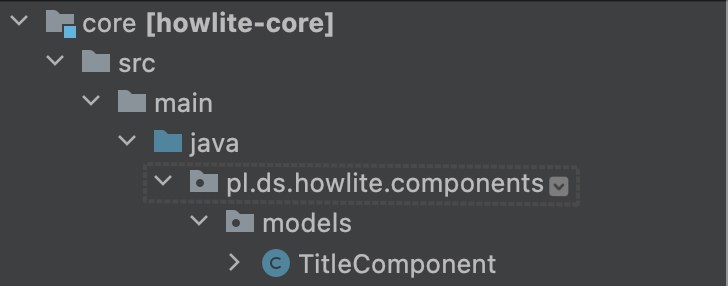 core [howlite-core]
src
main
java
pl.ds.howlite.components
models
C TitleComponent